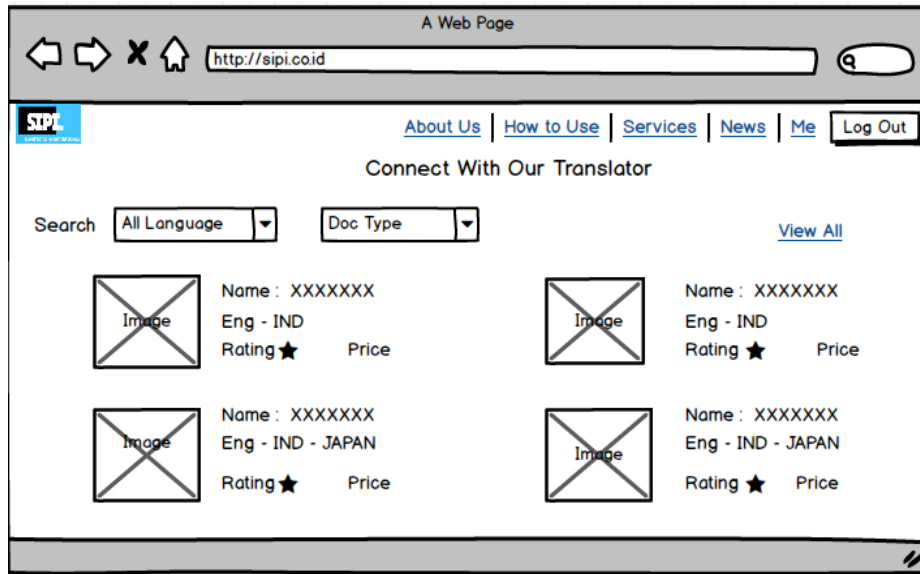 A Web Page
http://sipi.co.id
SIPI
About Us How to Use Services News Me Log Out
Connect With Our Translator
Search All Language Doc Type View All
Image
Name : XXXXXXX
Eng - IND
Rating Price
Image
Name : XXXXXXX
Eng - IND
Rating Price
Image
Name : XXXXXXX
Eng - IND - JAPAN
Rating Price
Image
Name : XXXXXXX
Eng - IND - JAPAN
Rating Price